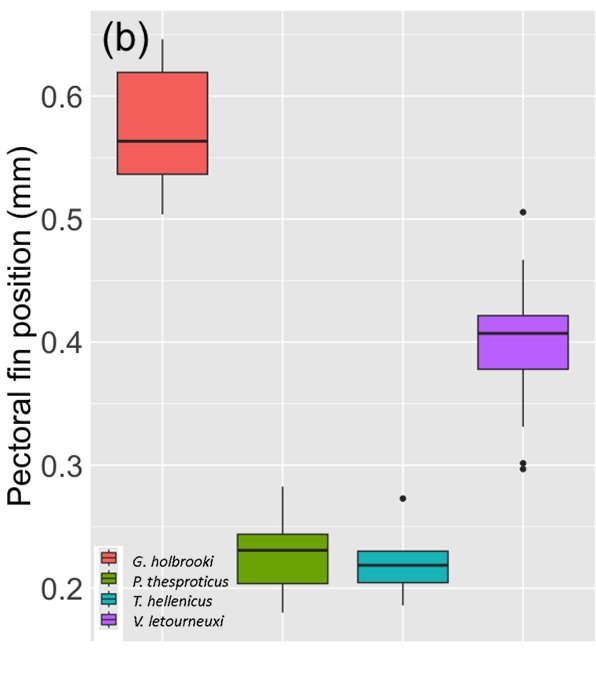 (b)
Pectoral fin position (mm)
0.6
0.5
0.4
0.3
0.2
G. holbrooki
P. thesproticus
T. hellenicus
V. letourneuxi